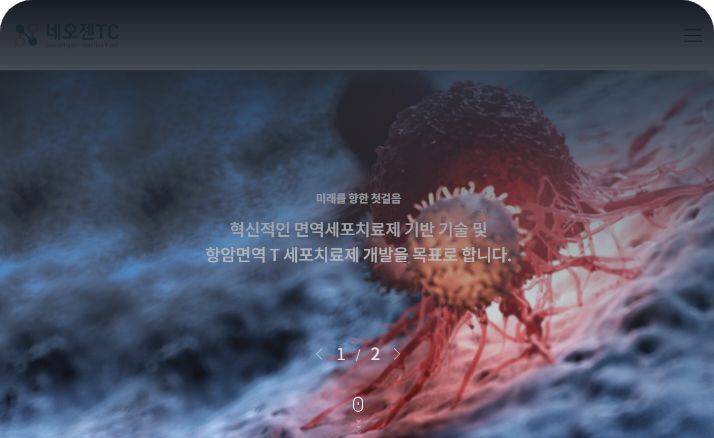 네오젠TC
미래를 향한 첫걸음
혁신적인 면역세포치료제 기반 기술 및
항암면역 T 세포치료제 개발을 목표로 합니다.
1 / 2